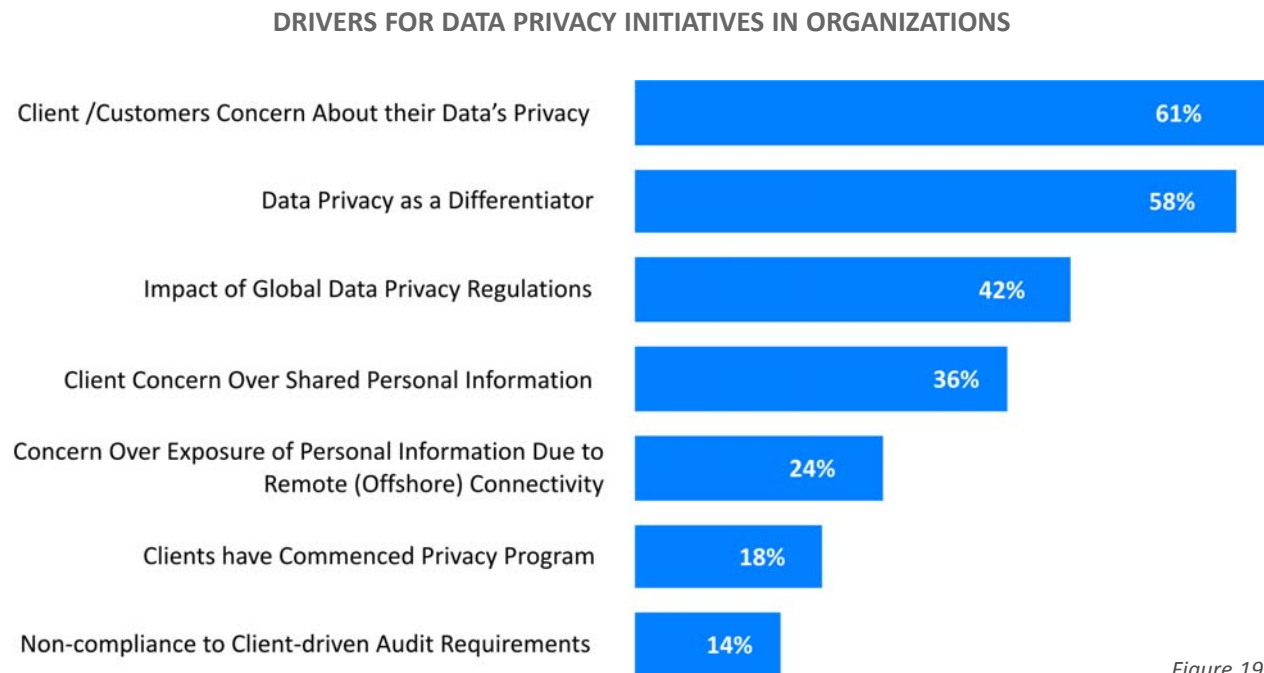 DRIVERS FOR DATA PRIVACY INITIATIVES IN ORGANIZATIONS
Client /Customers Concern About their Data's Privacy
61%
Data Privacy as a Differentiator
58%
Impact of Global Data Privacy Regulations
42%
Client Concern Over Shared Personal Information
36%
Concern Over Exposure of Personal Information Due to
Remote (Offshore) Connectivity
24%
Clients have Commenced Privacy Program
18%
Non-compliance to Client-driven Audit Requirements
14%
Figure 19